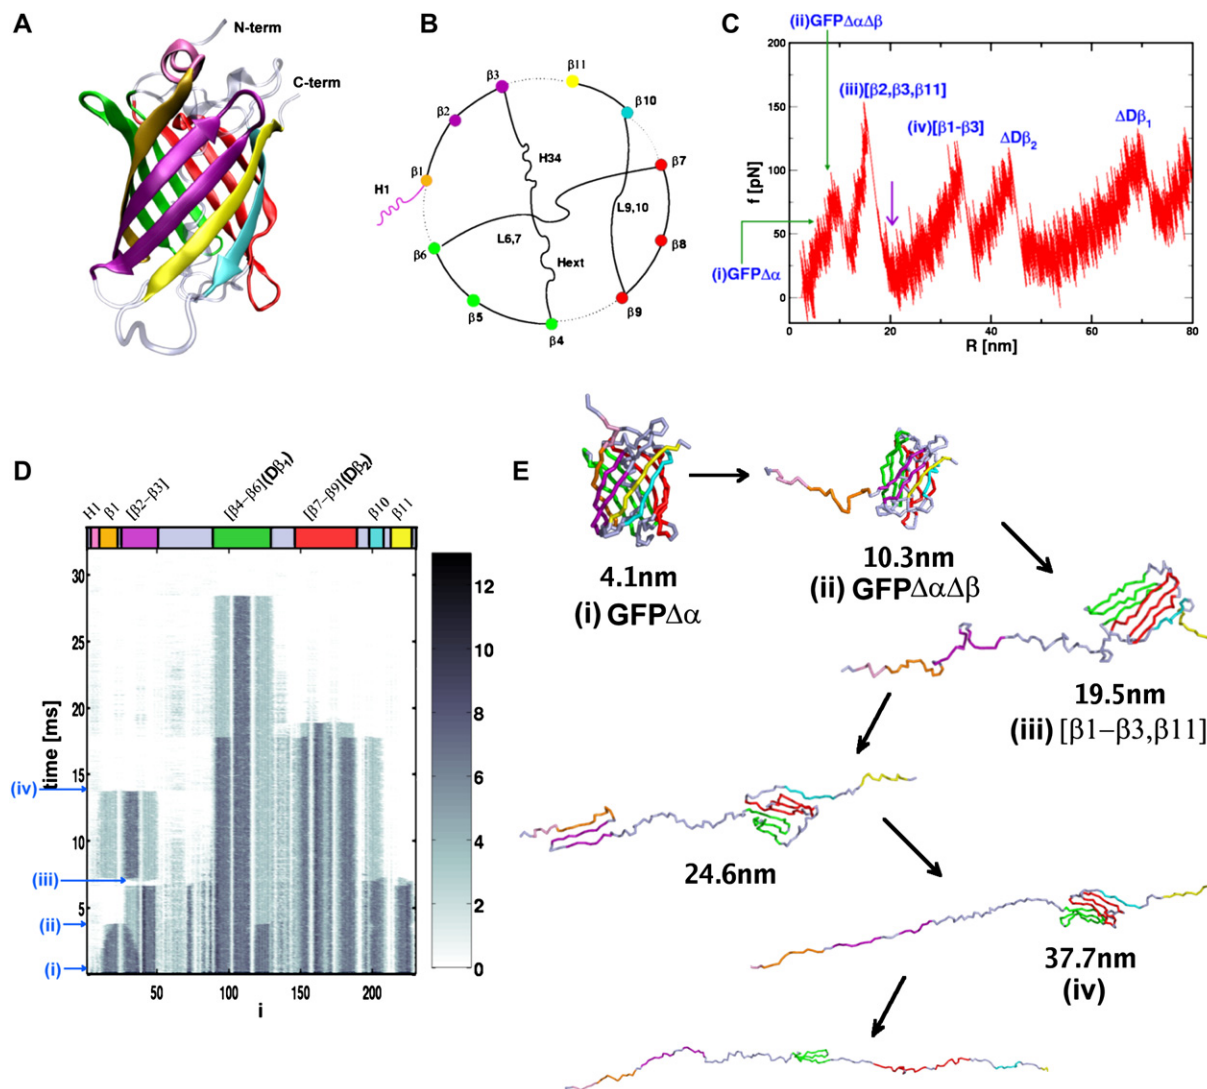 A
N-term
C-term
B
β11
β3
β10
β2
β7
H34
β1
H1
L9,10
L6,7
β8
Hext
β6
β5
β9
β4
C
(ii)GFPΔαΔβ
200
(iii)[β2,β3,β11]
150
(iv)[β1-β3]
ΔDβ2
ΔDβ1
100
f [pN]
50
(i)GFPΔα
0
0 20 40 60 80
R [nm]
D
H1
β1
[β2-β3]
[β4-β6](Dβ1)
[β7-β9](Dβ2)
β10
β11
30
25
20
15
10
5
time [ms]
(iv)
(iii)
(ii)
(i)
50 100 150 200
i
12
10
8
6
4
2
0
E
4.1nm
(i) GFPΔα
10.3nm
(ii) GFPΔαΔβ
19.5nm
(iii) [β1-β3,β11]
24.6nm
37.7nm
(iv)